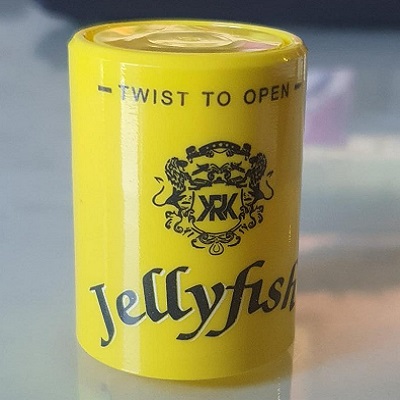 TWIST TO OPEN
KRK
Jellyfish